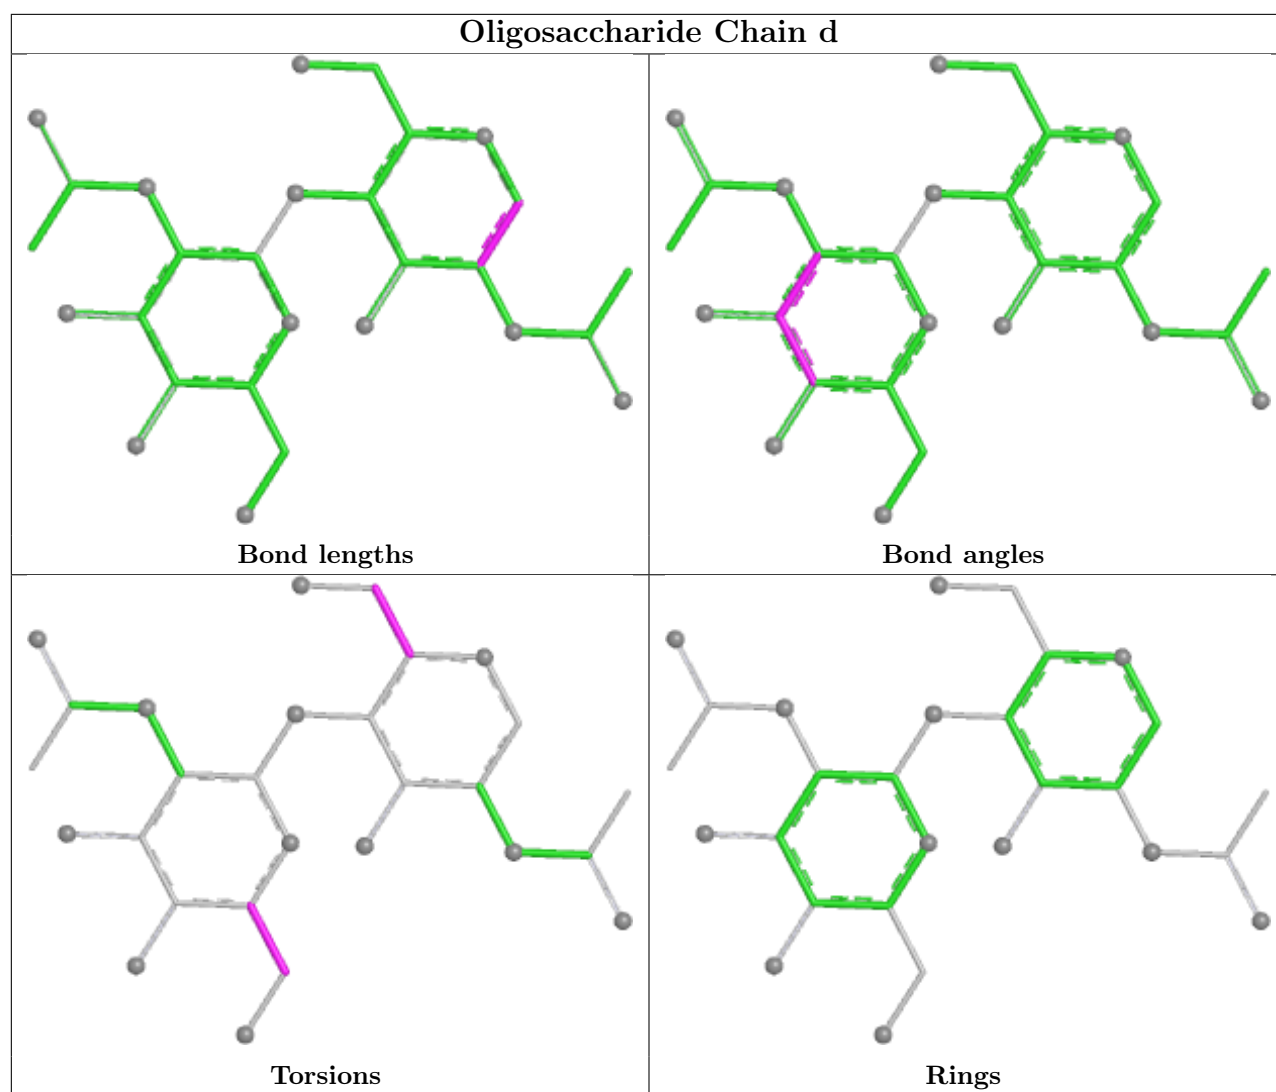 Oligosaccharide Chain d
Bond lengths
Bond angles
Torsions
Rings